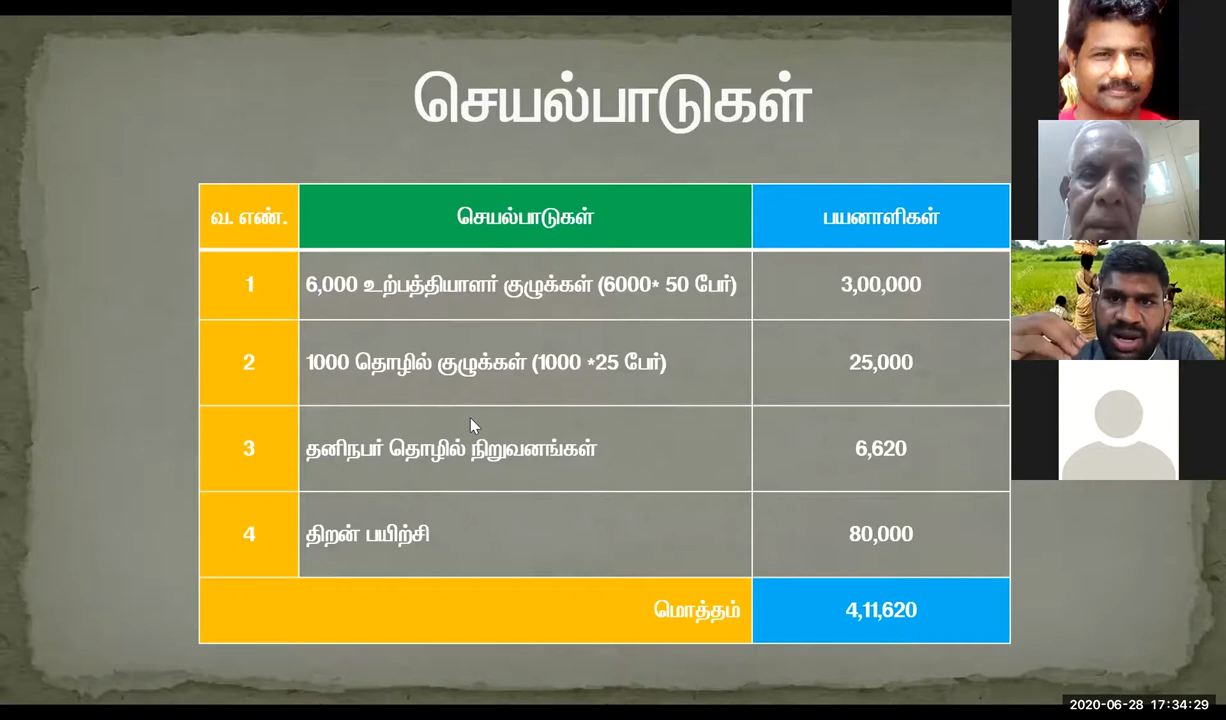 செயல்பாடுகள்
வ. எண். செயல்பாடுகள் பயனாளிகள்
1 6,000 உற்பத்தியாளர் குழுக்கள் (6000* 50 பேர்) 3,00,000
2 1000 தொழில் குழுக்கள் (1000 *25 பேர்) 25,000
3 தனிநபர் தொழில் நிறுவனங்கள் 6,620
4 திறன் பயிற்சி 80,000
மொத்தம் 4,11,620
2020-06-28 17:34:29